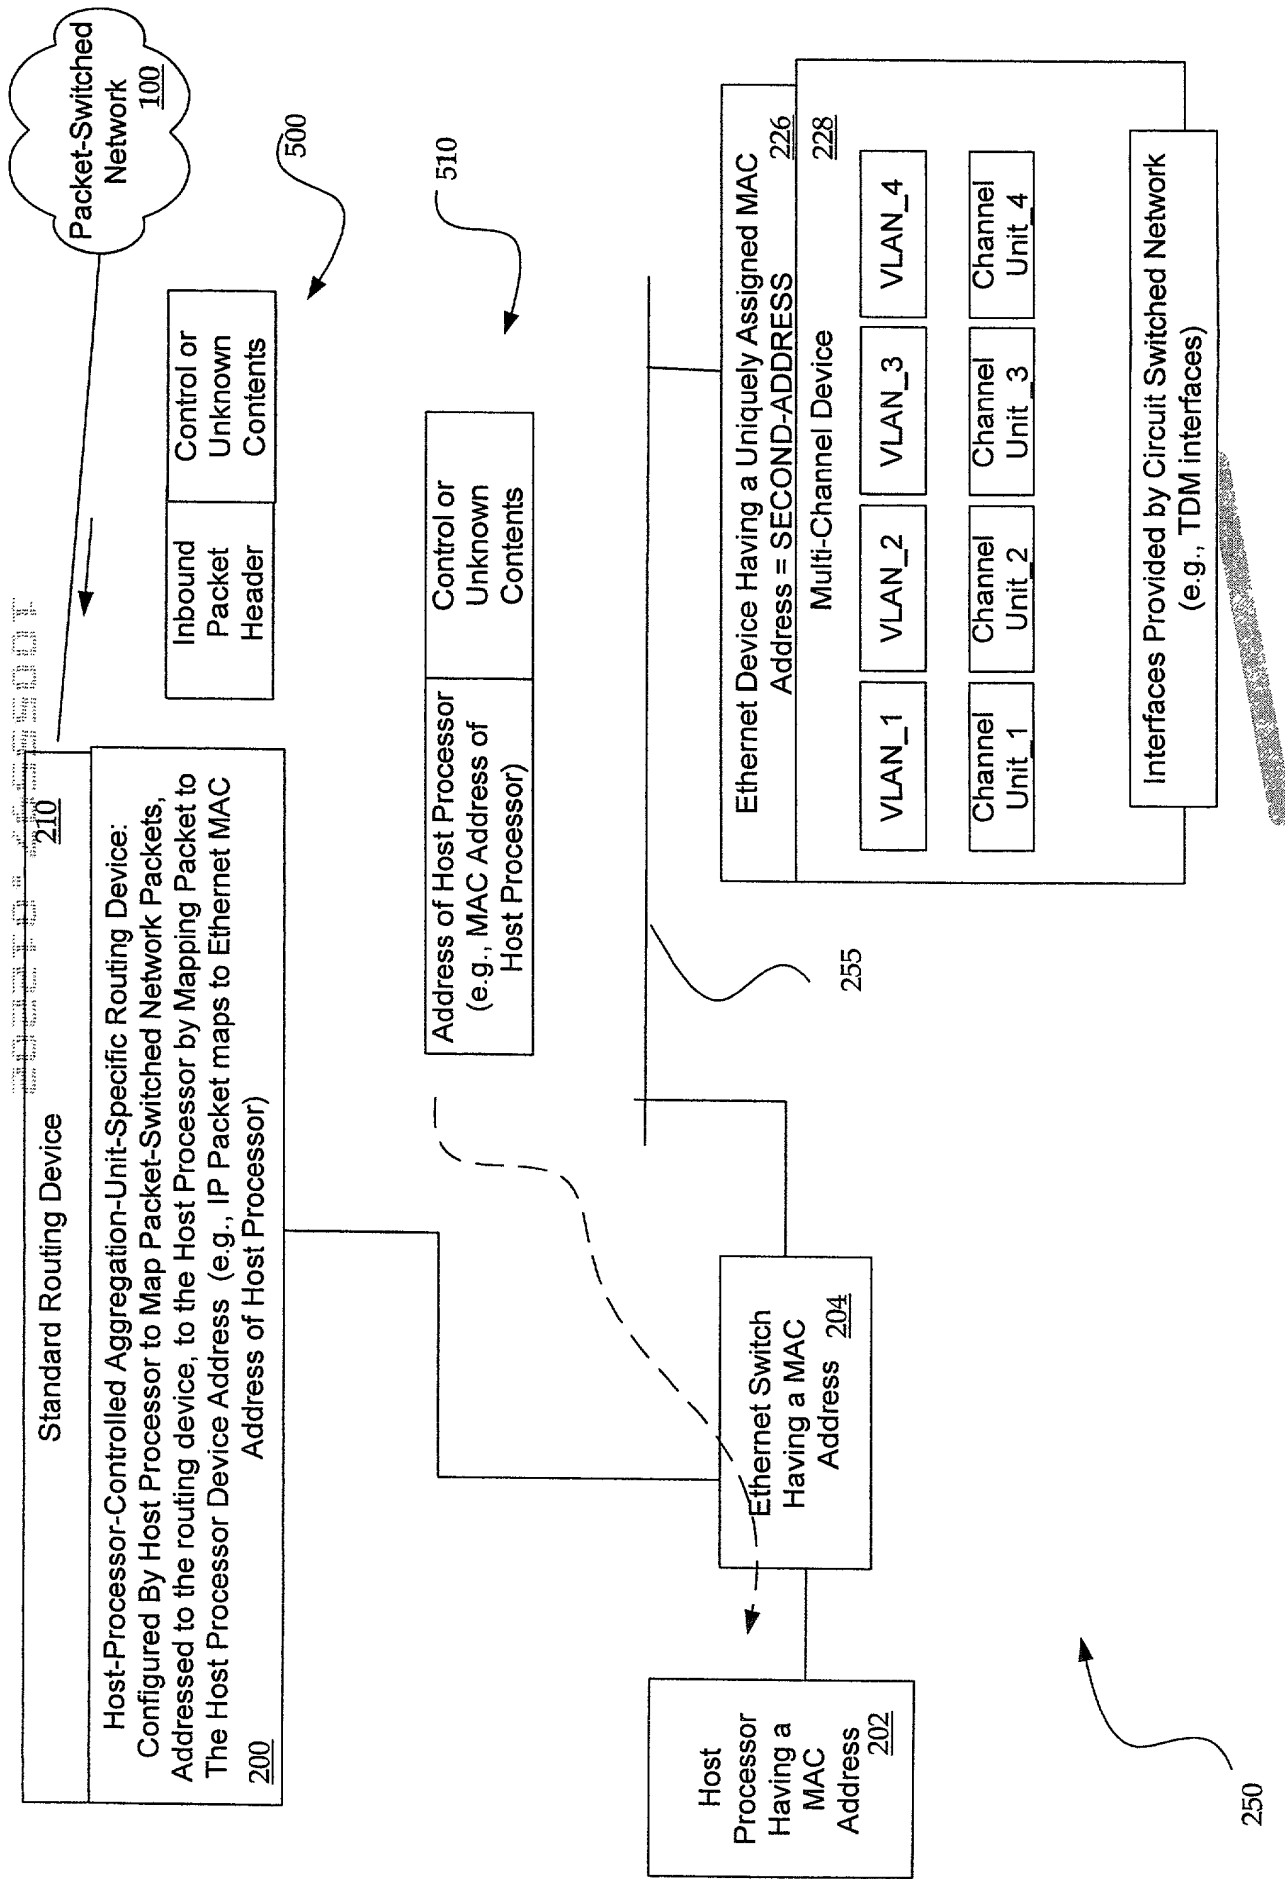 Packet-Switched
Network
100
Standard Routing Device
210
Host-Processor-Controlled Aggregation-Unit-Specific Routing Device:
Configured By Host Processor to Map Packet-Switched Network Packets,
Addressed to the routing device, to the Host Processor by Mapping Packet to
The Host Processor Device Address (e.g., IP Packet maps to Ethernet MAC
Address of Host Processor)
200
Inbound
Packet
Header
Control or
Unknown
Contents
500
Address of Host Processor
(e.g., MAC Address of
Host Processor)
Control or
Unknown
Contents
510
255
Host
Processor
Having a
MAC
Address
202
Ethernet Switch
Having a MAC
Address 204
Ethernet Device Having a Uniquely Assigned MAC
Address = SECOND-ADDRESS 226
Multi-Channel Device 228
VLAN_1
VLAN_2
VLAN_3
VLAN_4
Channel
Unit_1
Channel
Unit_2
Channel
Unit_3
Channel
Unit_4
Interfaces Provided by Circuit Switched Network
(e.g., TDM interfaces)
250